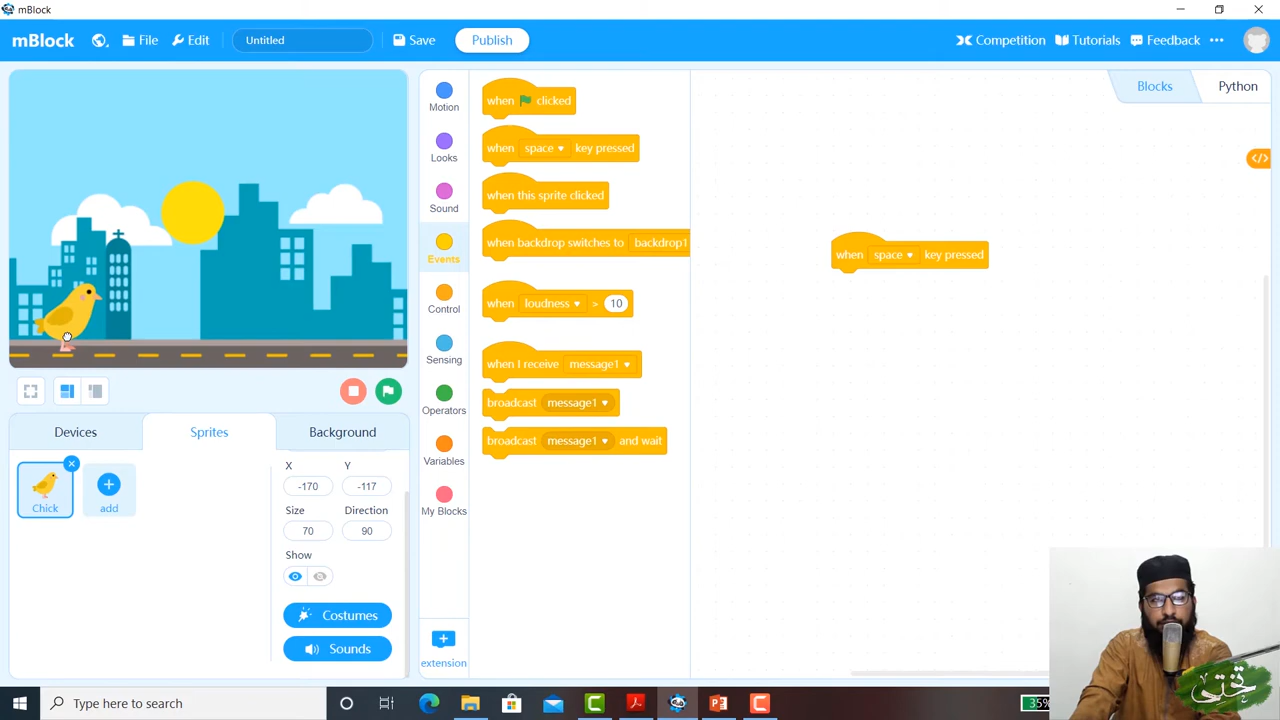 mBlock
mBlock
File
Edit
Untitled
Save
Publish
Competition
Tutorials
Feedback
Blocks
Python
Motion
Looks
Sound
Events
Control
Sensing
Operators
Variables
My Blocks
extension
when clicked
when space key pressed
when this sprite clicked
when backdrop switches to backdrop1
when loudness > 10
when I receive message1
broadcast message1
broadcast message1 and wait
when space key pressed
</>
Devices
Sprites
Background
Chick
add
X
Y
-170
-117
Size
Direction
70
90
Show
Costumes
Sounds
Type here to search
35%
تختی